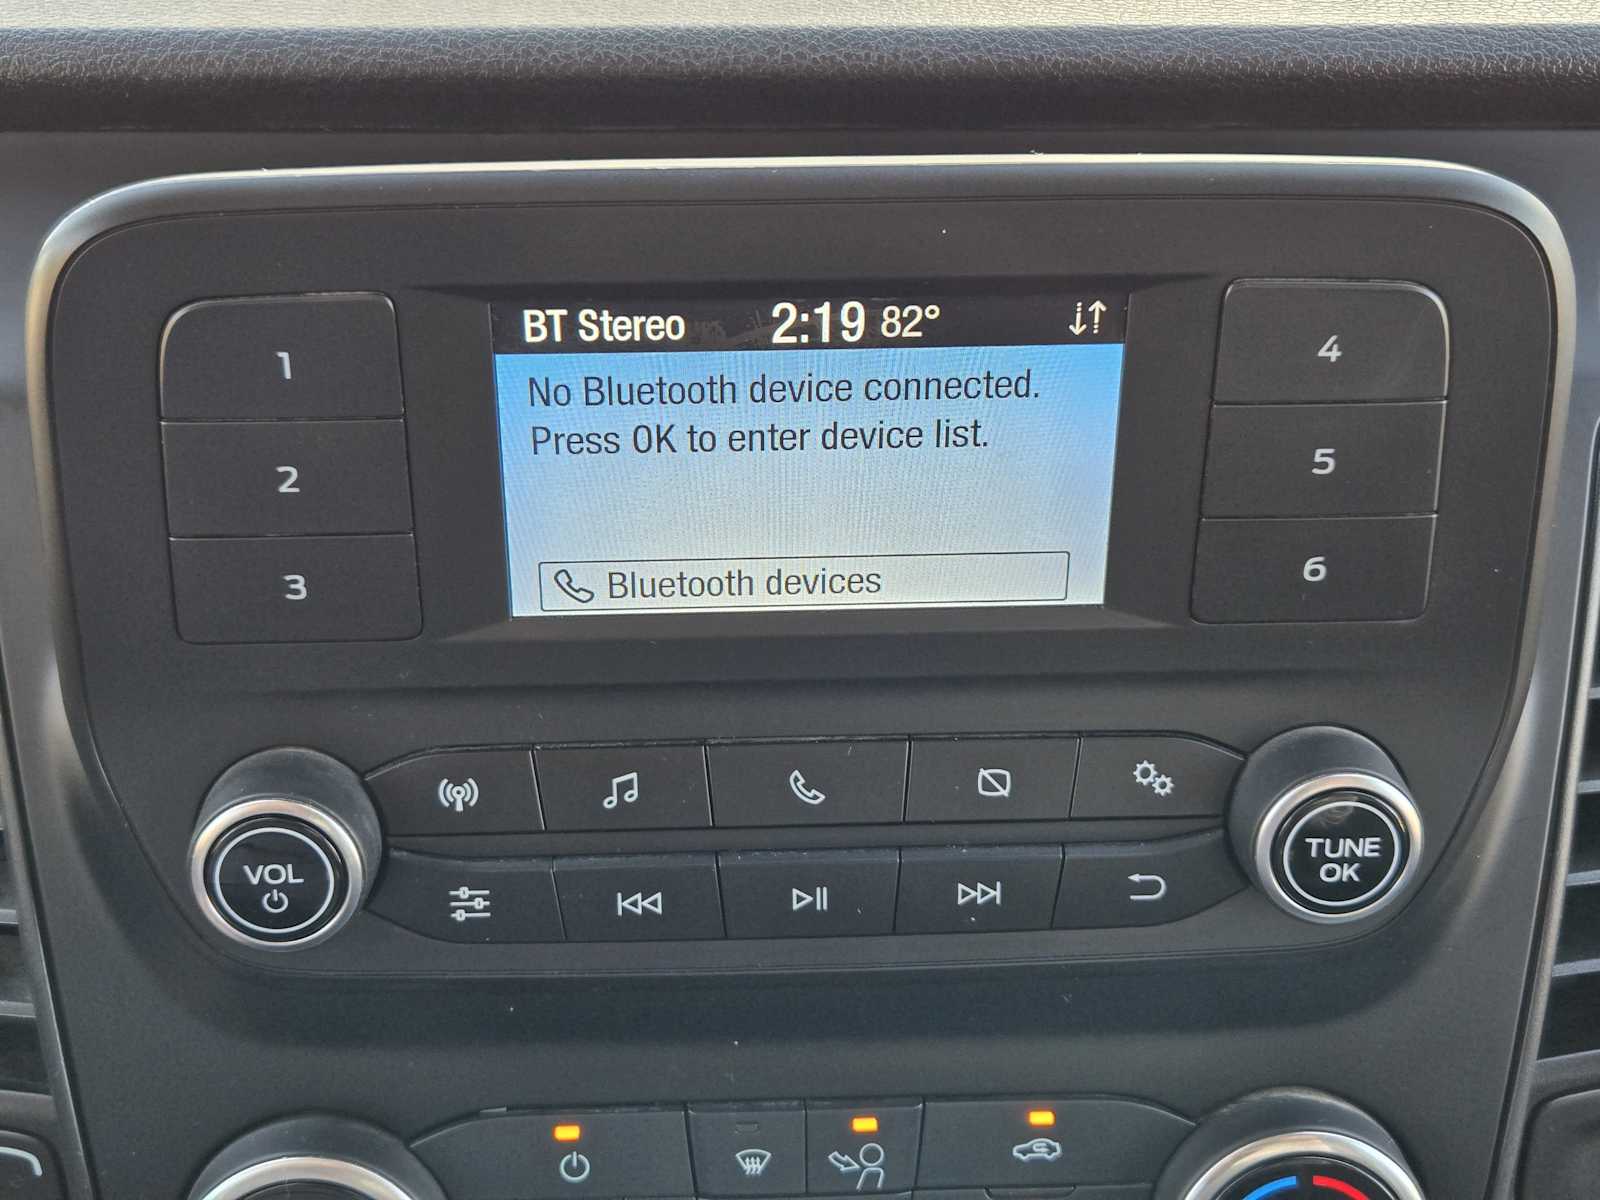 BT Stereo 2:19 82°
No Bluetooth device connected.
Press OK to enter device list.
Bluetooth devices
1
2
3
4
5
6
VOL
TUNE
OK